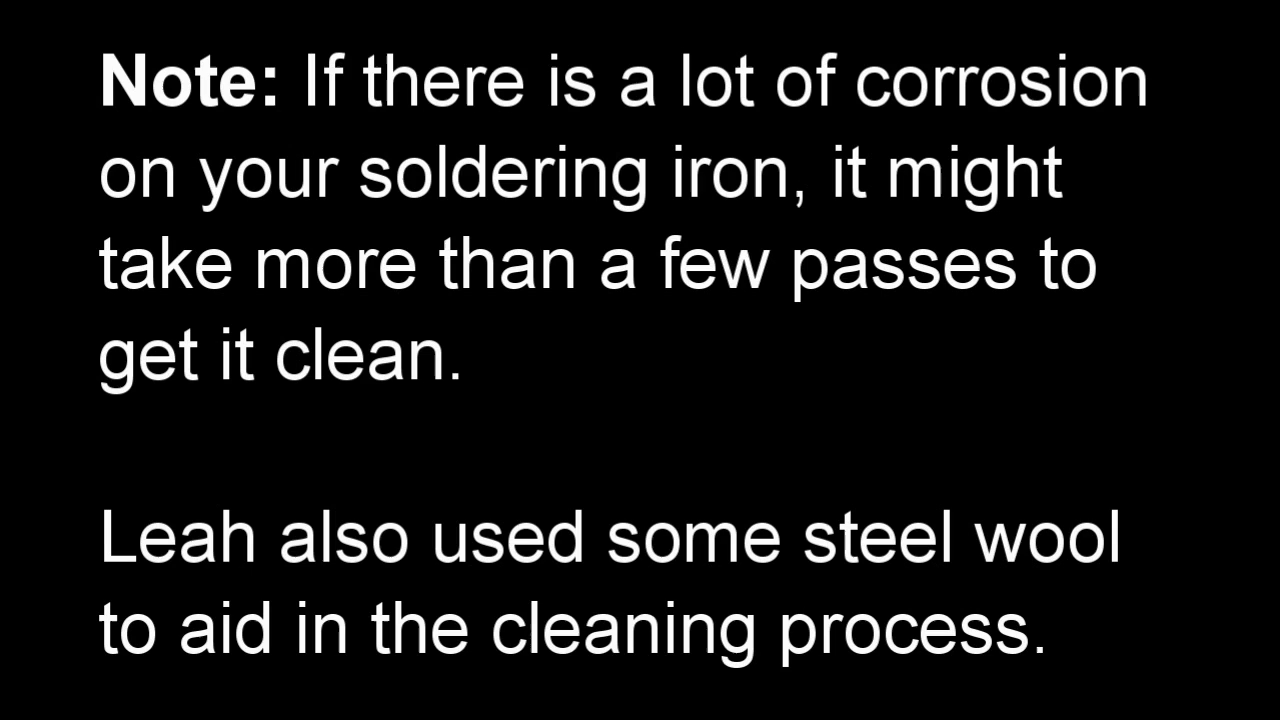 Note: If there is a lot of corrosion
on your soldering iron, it might
take more than a few passes to
get it clean.
Leah also used some steel wool
to aid in the cleaning process.